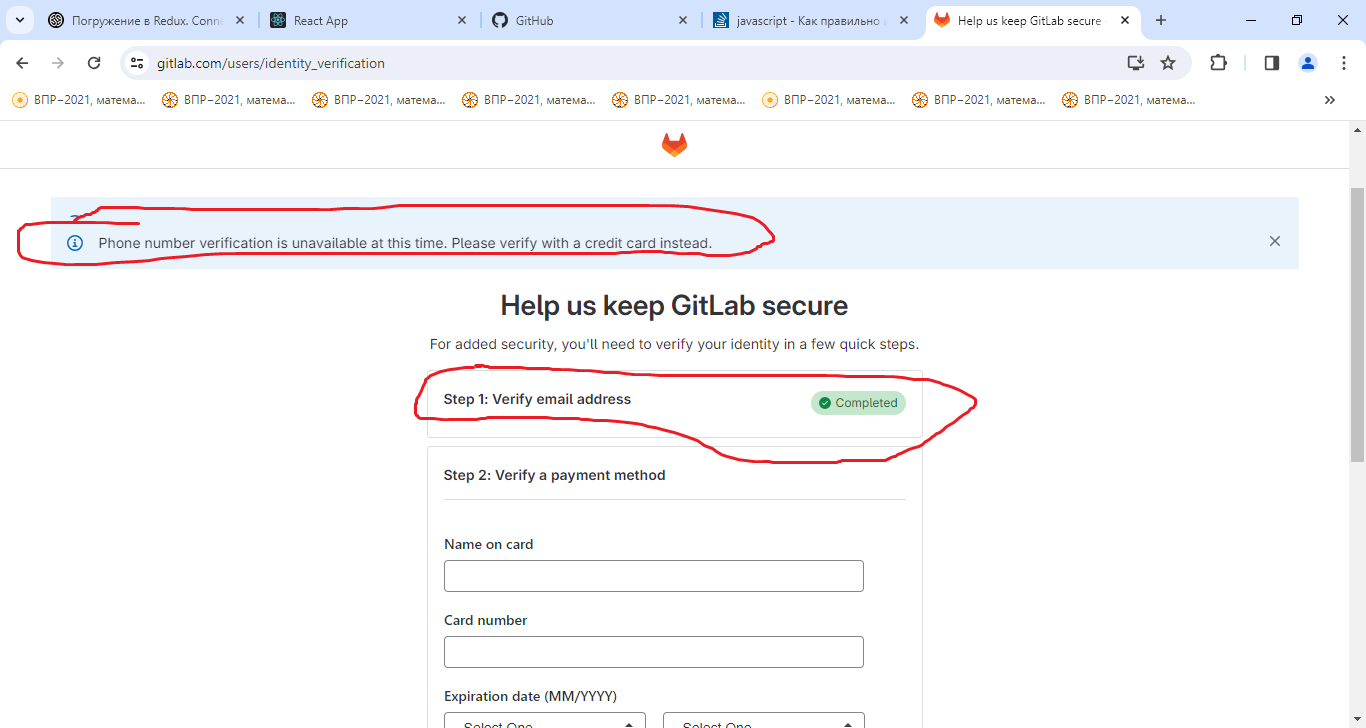 Погружение в Redux. Conne
React App
GitHub
javascript - Как правильно
Help us keep GitLab secure
gitlab.com/users/identity_verification
ВПР–2021, матема...
ВПР–2021, матема...
ВПР–2021, матема...
ВПР–2021, матема...
ВПР–2021, матема...
ВПР–2021, матема...
ВПР–2021, матема...
ВПР–2021, матема...
Phone number verification is unavailable at this time. Please verify with a credit card instead.
Help us keep GitLab secure
For added security, you'll need to verify your identity in a few quick steps.
Step 1: Verify email address
Completed
Step 2: Verify a payment method
Name on card
Card number
Expiration date (MM/YYYY)
Select One
Select One